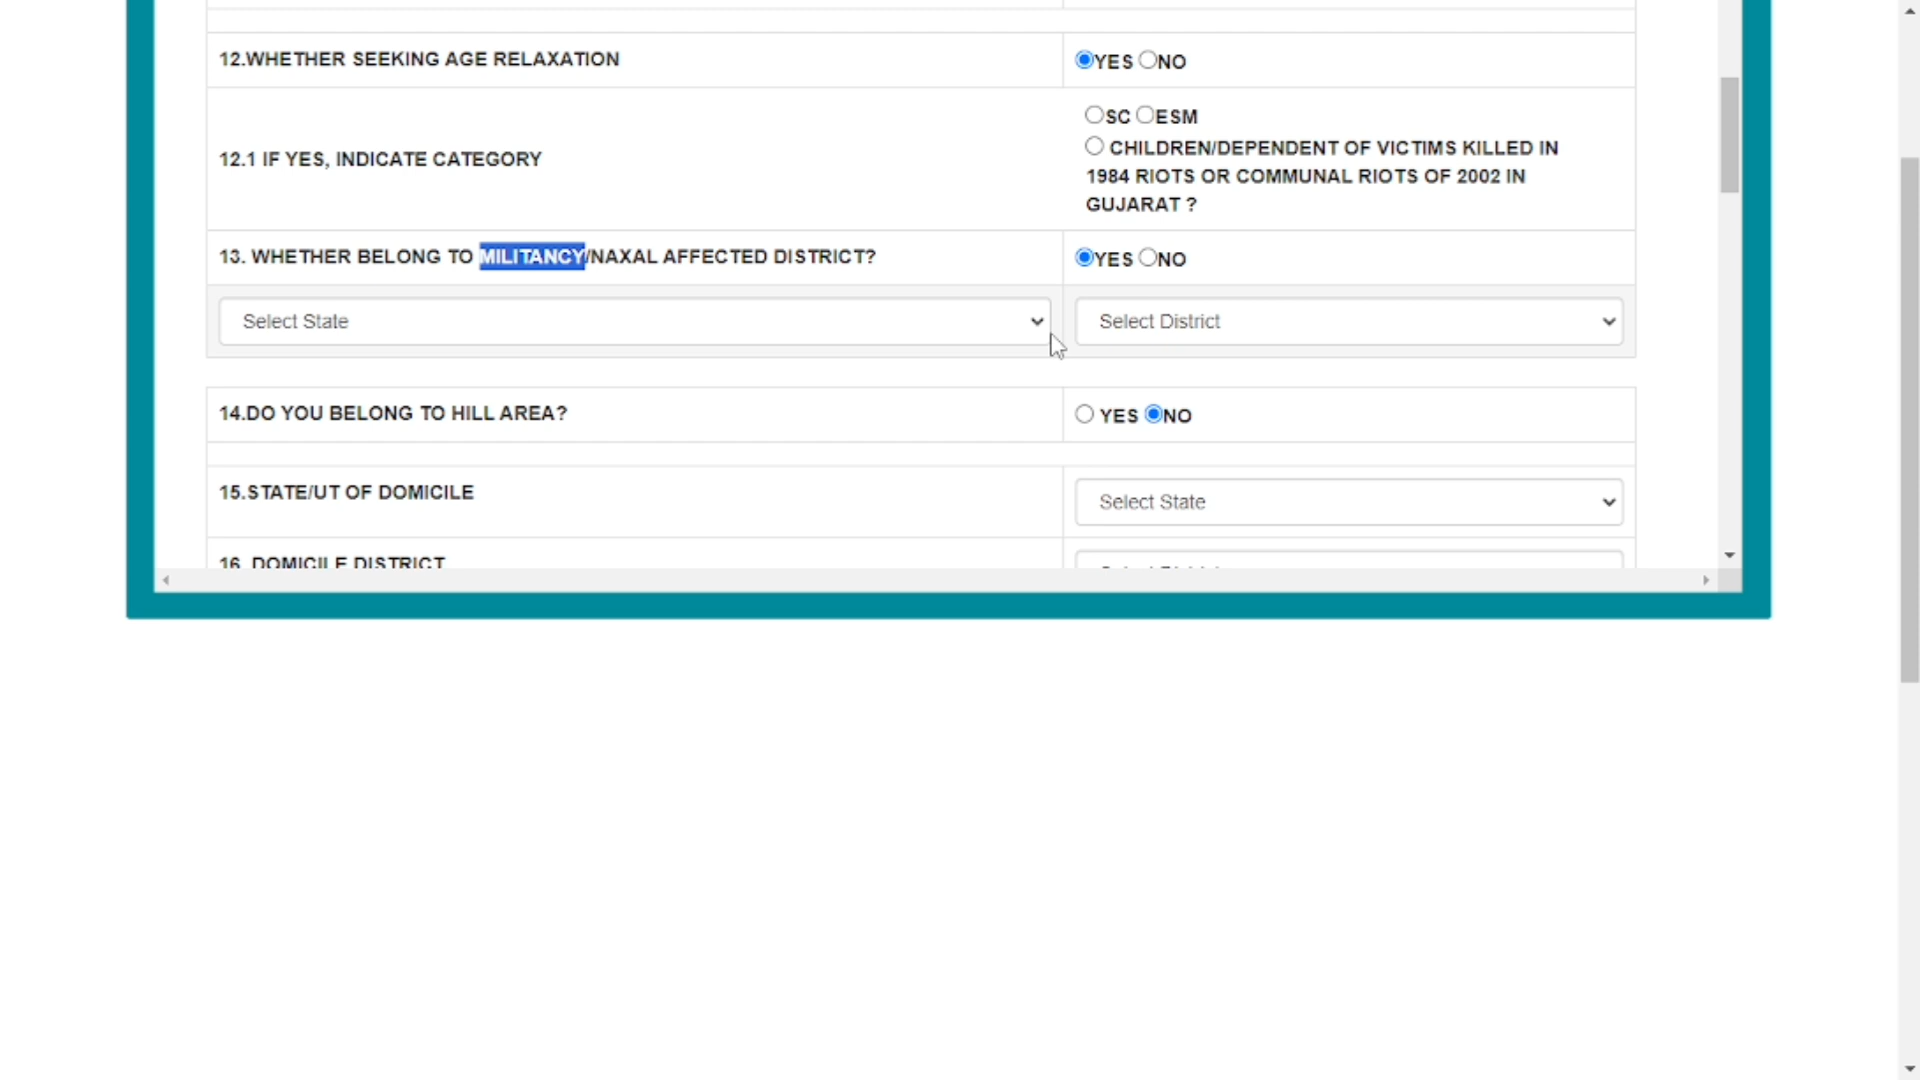 12.WHETHER SEEKING AGE RELAXATION
YES NO
12.1 IF YES, INDICATE CATEGORY
SC ESM
CHILDREN/DEPENDENT OF VICTIMS KILLED IN
1984 RIOTS OR COMMUNAL RIOTS OF 2002 IN
GUJARAT ?
13. WHETHER BELONG TO MILITANCY/NAXAL AFFECTED DISTRICT?
YES NO
Select State
Select District
14.DO YOU BELONG TO HILL AREA?
YES NO
15.STATE/UT OF DOMICILE
Select State
16. DOMICILE DISTRICT